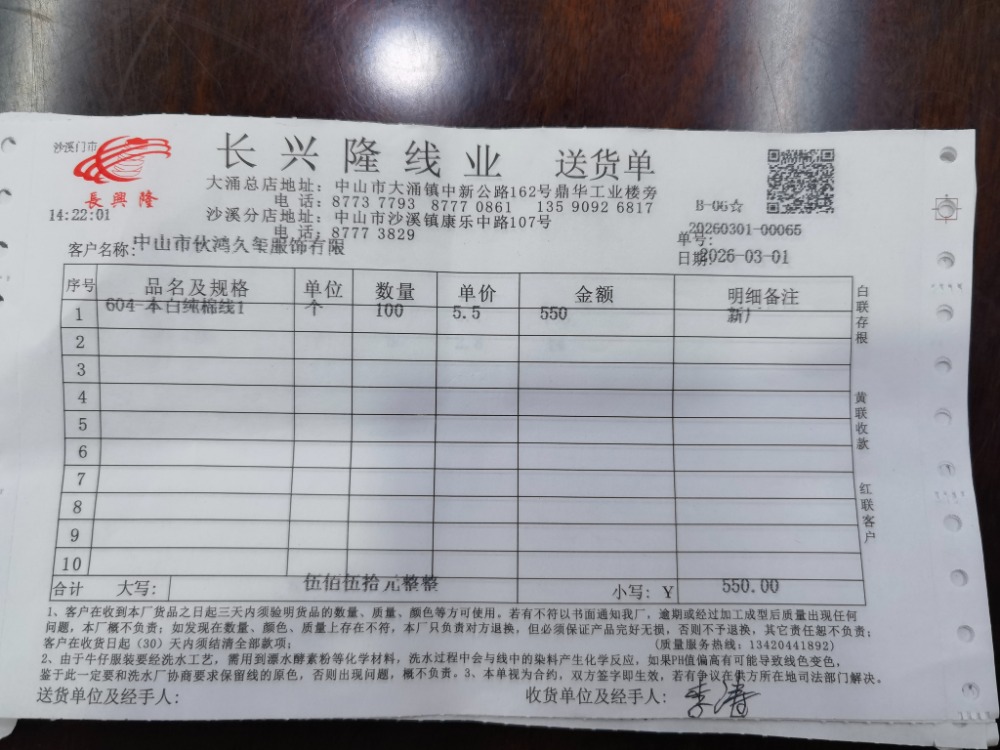 沙溪门市
長興隆
14:22:01
长兴隆线业 送货单
大涌总店地址：中山市大涌镇中新公路162号鼎华工业楼旁
电话：8773 7793 8777 0861 135 9092 6817
沙溪分店地址：中山市沙溪镇康乐中路107号
电话：8777 3829
B-06☆
单号：20260301-00065
日期：2026-03-01
客户名称：中山市伙鸿久玺服饰有限
序号 品名及规格 单位 数量 单价 金额 明细备注
1 604-本白纯棉线1 个 100 5.5 550 新厂
2
3
4
5
6
7
8
9
10
合计 大写： 伍佰伍拾元整整 小写：Y 550.00
白联存根
黄联收款
红联客户
1、客户在收到本厂货品之日起三天内须验明货品的数量、质量、颜色等方可使用。若有不符以书面通知我厂，逾期或经过加工成型后质量出现任何
问题，本厂概不负责；如发现在数量、颜色、质量上存在不符，本厂只负责对方退换，但必须保证产品完好无损，否则不予退换，其它责任概不负责；
客户在收货日起（30）天内须结清全部款项； （质量服务热线：13420441892）
2、由于牛仔服装要经洗水工艺，需用到漂水酵素粉等化学材料，洗水过程中会与线中的染料产生化学反应，如果PH值偏高有可能导致线色变色，
鉴于此一定要和洗水厂协商要求保留线的原色，否则出现问题，概不负责。3、本单视为合约，双方签字即生效，若有争议在供方所在地司法部门解决。
送货单位及经手人： 收货单位及经手人：李涛